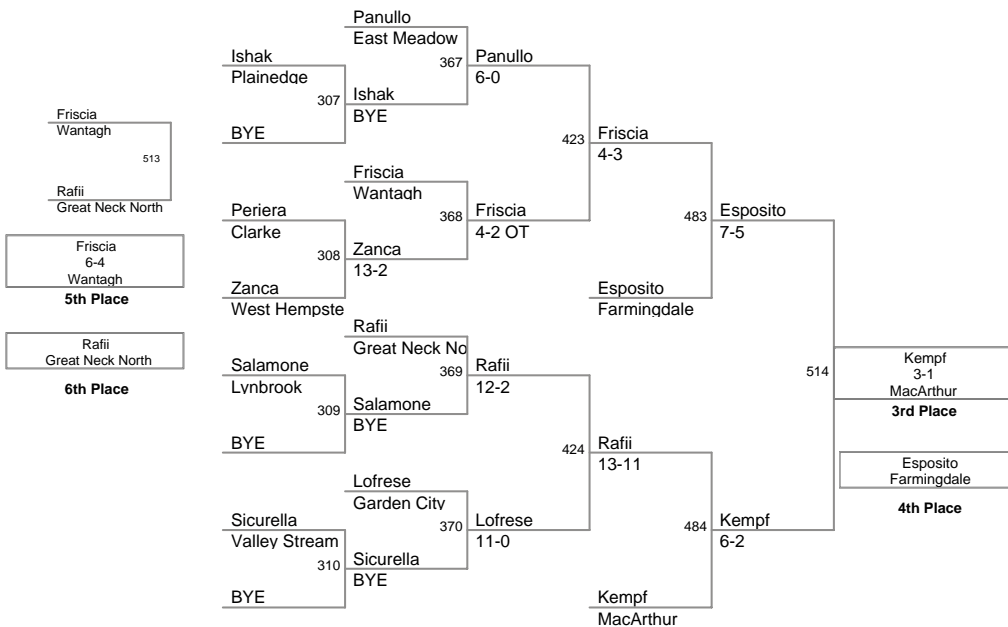 Panullo
East Meadow
367
Ishak
Plainedge
307
Ishak
BYE
BYE
Panullo
6-0
423
Friscia
4-3
Friscia
Wantagh
513
Rafii
Great Neck North
Friscia
6-4
Wantagh
5th Place
Rafii
Great Neck North
6th Place
Friscia
Wantagh
368
Periera
Clarke
308
Zanca
13-2
Zanca
West Hempste
Friscia
4-2 OT
483
Esposito
7-5
Esposito
Farmingdale
Rafii
Great Neck No
369
Salamone
Lynbrook
309
Salamone
BYE
BYE
Rafii
12-2
424
Rafii
13-11
Lofrese
Garden City
370
Sicurella
Valley Stream
310
Sicurella
BYE
BYE
Lofrese
11-0
484
Kempf
6-2
Kempf
MacArthur
514
Kempf
3-1
MacArthur
3rd Place
Esposito
Farmingdale
4th Place